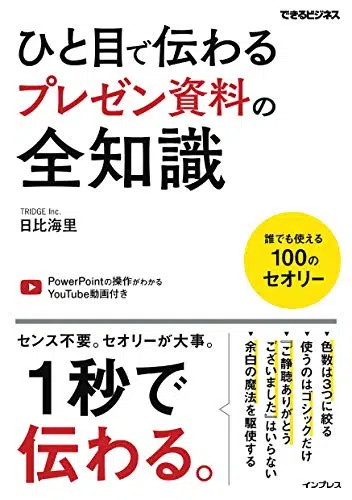 できるビジネス
ひと目で伝わる
プレゼン資料の
全知識
TRIDGE Inc.
日比海里
誰でも使える
100の
セオリー
PowerPointの操作がわかる
YouTube動画付き
センス不要。セオリーが大事。
1秒で
伝わる。
▼色数は3つに絞る
▼使うのはゴシックだけ
▼『ご静聴ありがとう
ございました』はいらない
▼余白の魔法を駆使する
インプレス